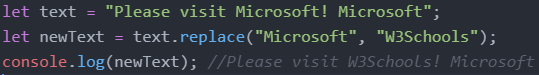 let text = "Please visit Microsoft! Microsoft";
let newText = text.replace("Microsoft", "W3Schools");
console.log(newText); //Please visit W3Schools! Microsoft